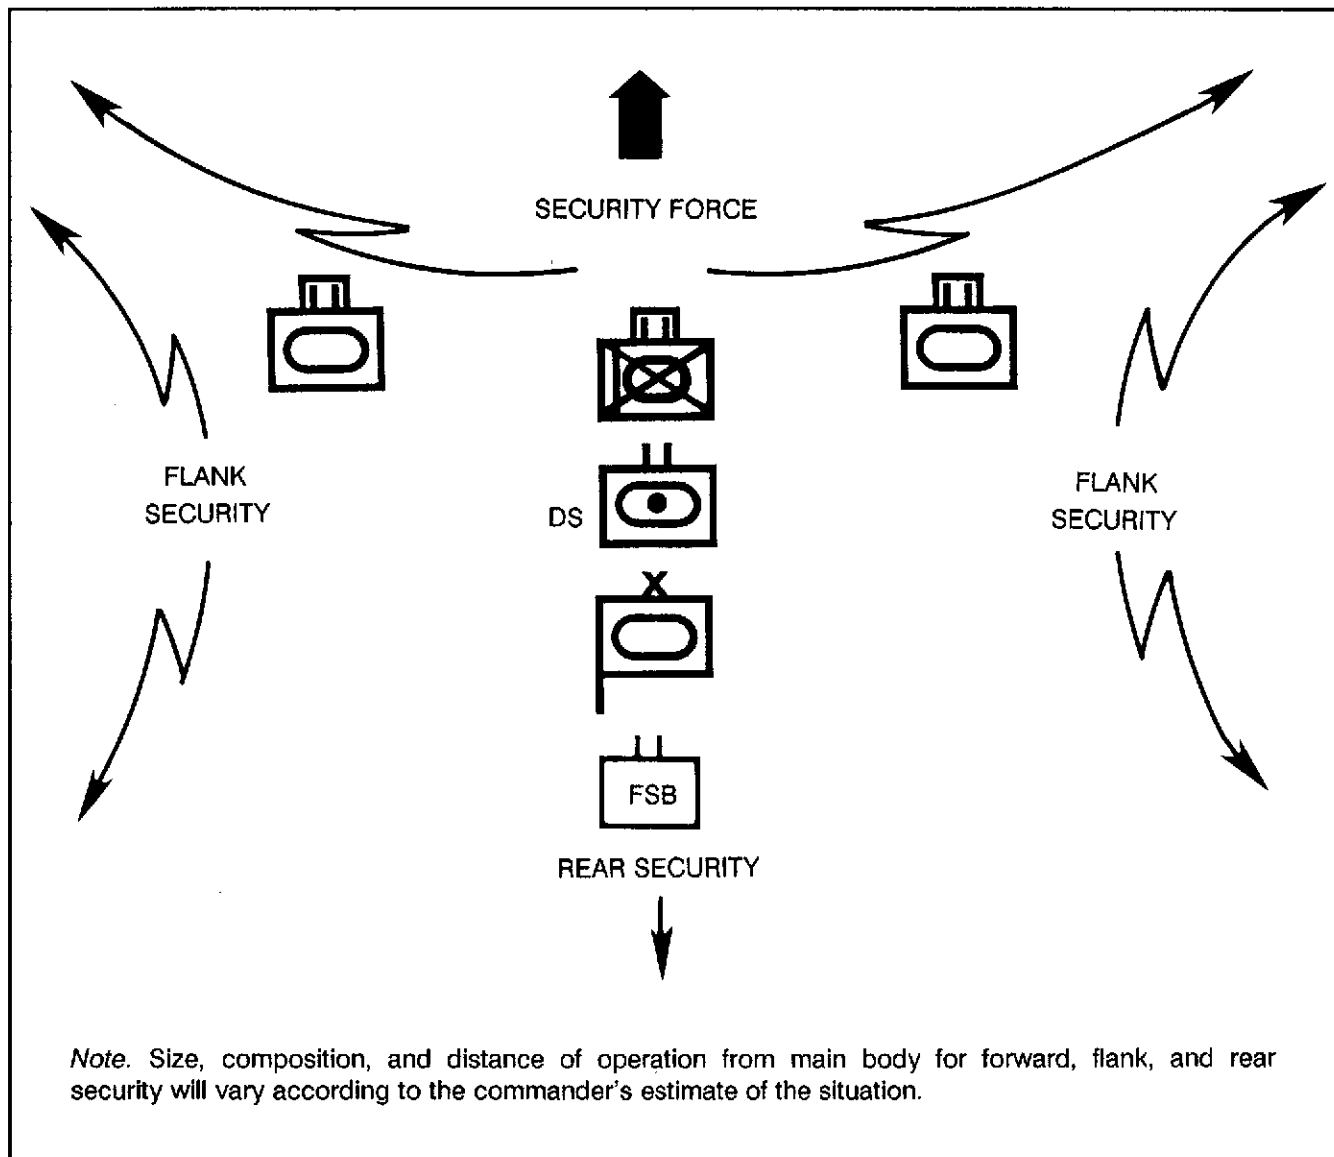 SECURITY FORCE
FLANK
SECURITY
FLANK
SECURITY
DS
X
FSB
REAR SECURITY
Note. Size, composition, and distance of operation from main body for forward, flank, and rear
security will vary according to the commander's estimate of the situation.